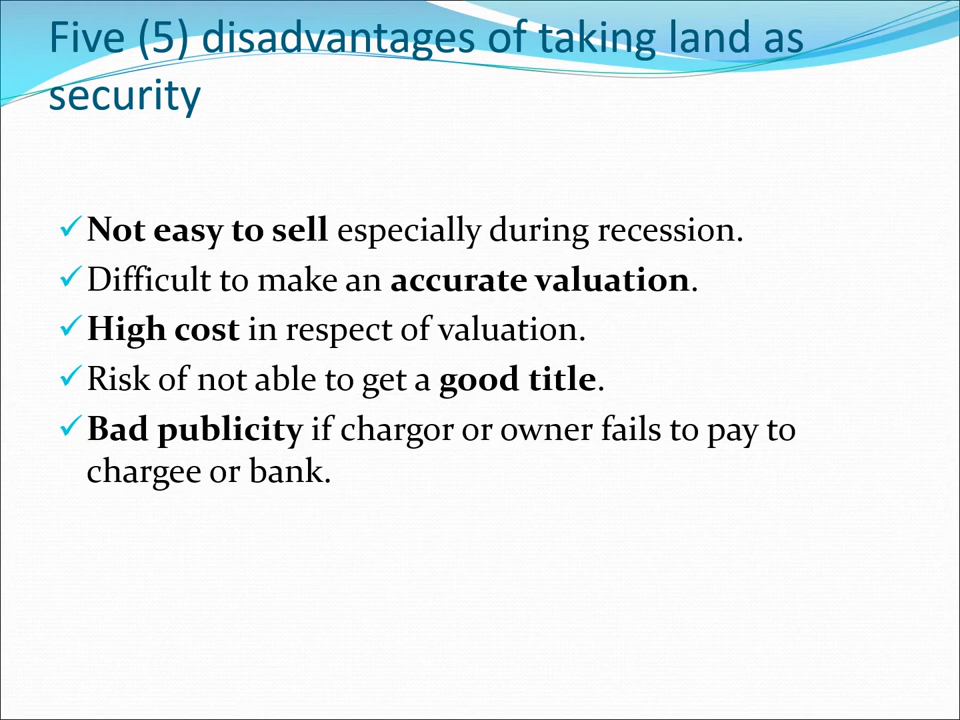 Five (5) disadvantages of taking land as
security
✓Not easy to sell especially during recession.
✓Difficult to make an accurate valuation.
✓High cost in respect of valuation.
✓Risk of not able to get a good title.
✓Bad publicity if chargor or owner fails to pay to
chargee or bank.